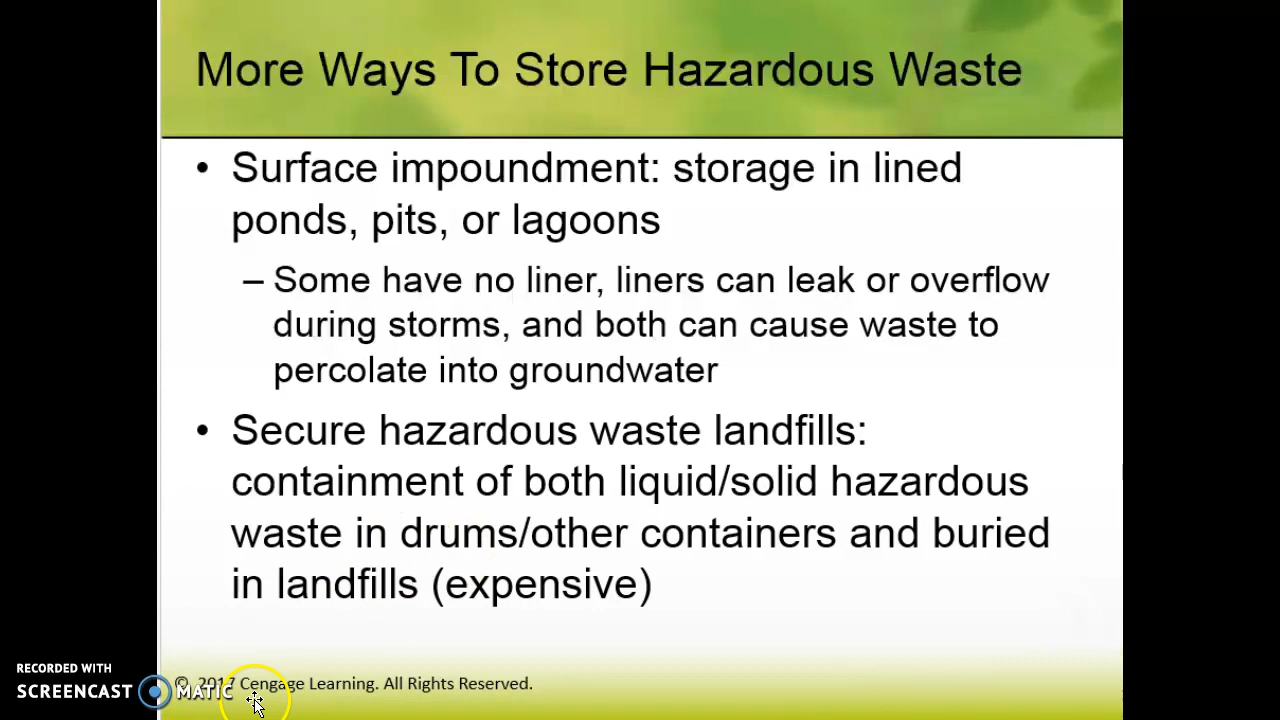 More Ways To Store Hazardous Waste
• Surface impoundment: storage in lined
ponds, pits, or lagoons
– Some have no liner, liners can leak or overflow
during storms, and both can cause waste to
percolate into groundwater
• Secure hazardous waste landfills:
containment of both liquid/solid hazardous
waste in drums/other containers and buried
in landfills (expensive)
© 2017 Cengage Learning. All Rights Reserved.
RECORDED WITH
SCREENCAST MATIC